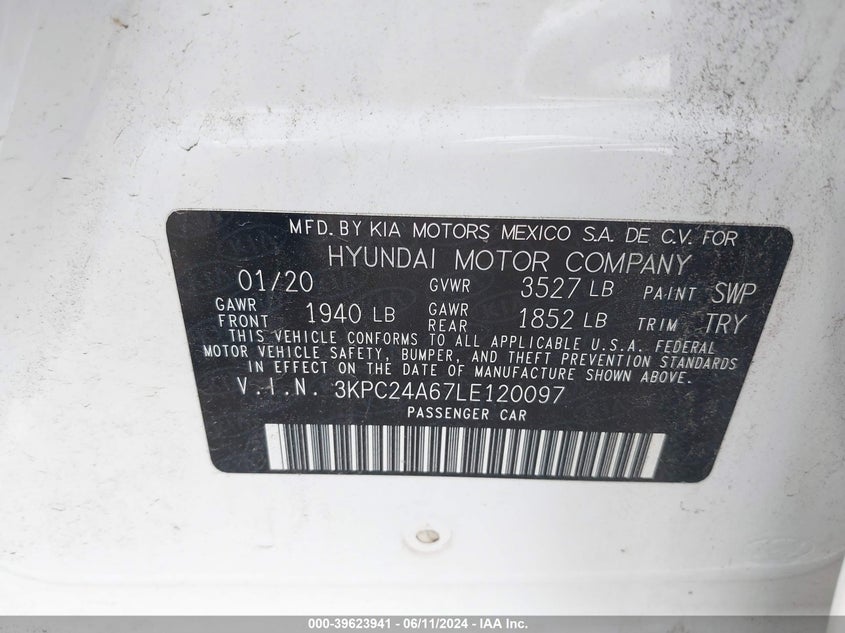 MFD. BY KIA MOTORS MEXICO S.A. DE C.V. FOR
HYUNDAI MOTOR COMPANY
01/20 GVWR 3527 LB PAINT SWP
GAWR FRONT 1940 LB GAWR REAR 1852 LB TRIM TRY
THIS VEHICLE CONFORMS TO ALL APPLICABLE U.S.A. FEDERAL
MOTOR VEHICLE SAFETY, BUMPER, AND THEFT PREVENTION STANDARDS
IN EFFECT ON THE DATE OF MANUFACTURE SHOWN ABOVE.
V.I.N. 3KPC24A67LE120097
PASSENGER CAR
000-39623941 - 06/11/2024 - IAA Inc.